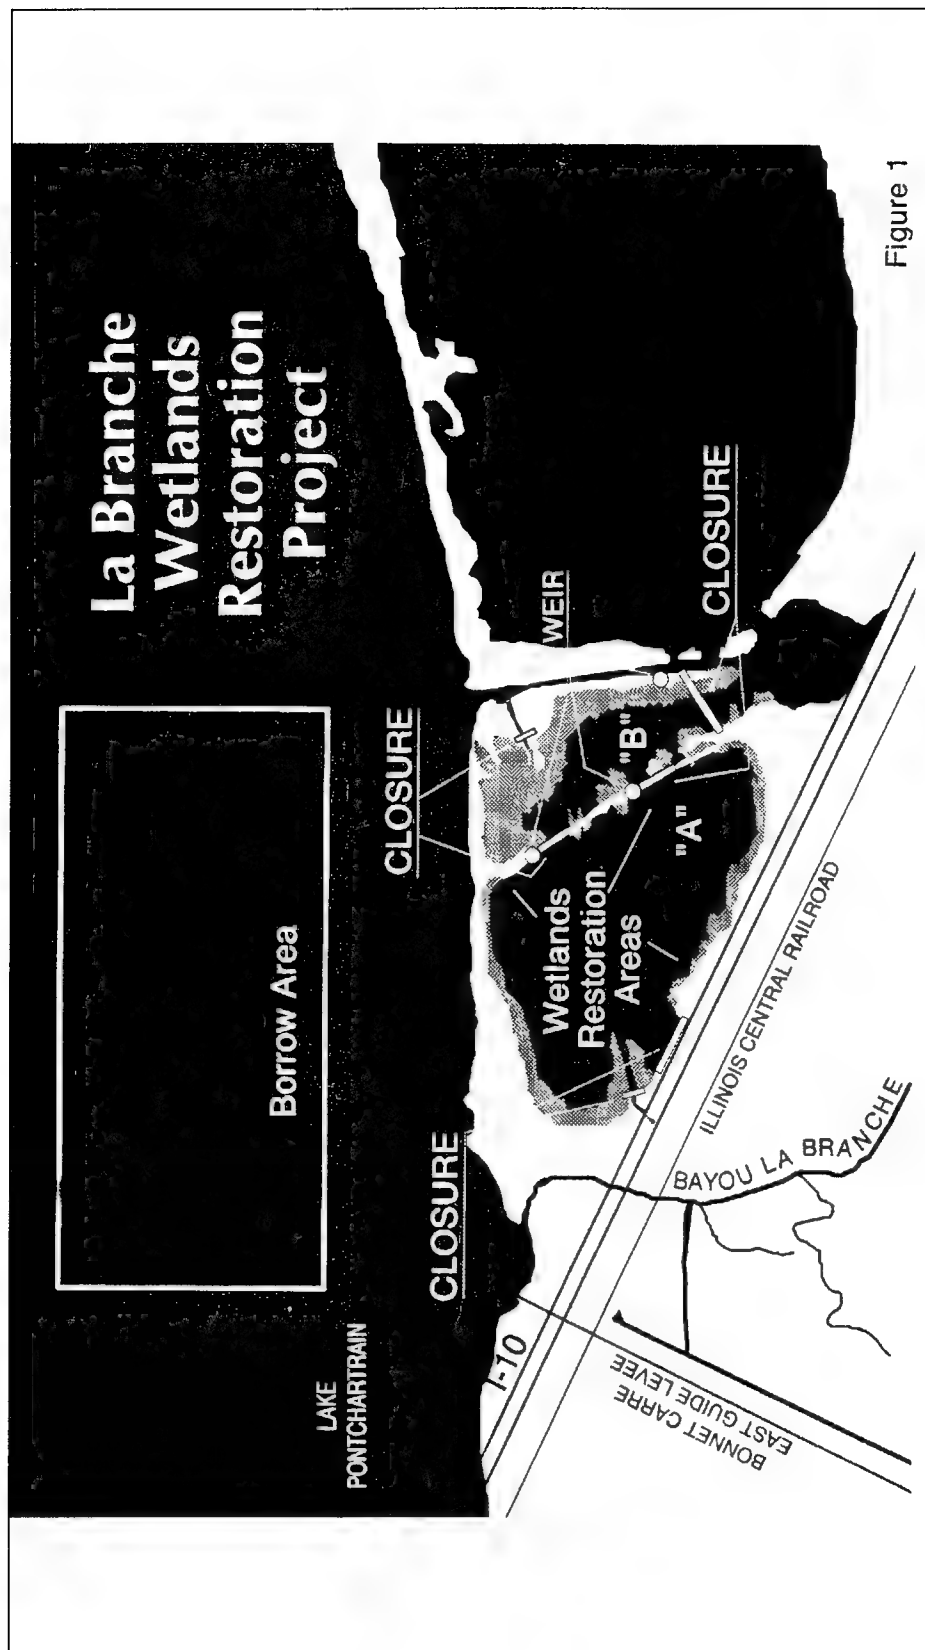 La Branche
Wetlands
Restoration
Project
Borrow Area
LAKE
PONTCHARTRAIN
CLOSURE
CLOSURE
WEIR
CLOSURE
"B"
"A"
Wetlands
Restoration
Areas
I-10
ILLINOIS CENTRAL RAILROAD
BAYOU LA BRANCHE
BONNET CARRE
EAST GUIDE LEVEE
Figure 1